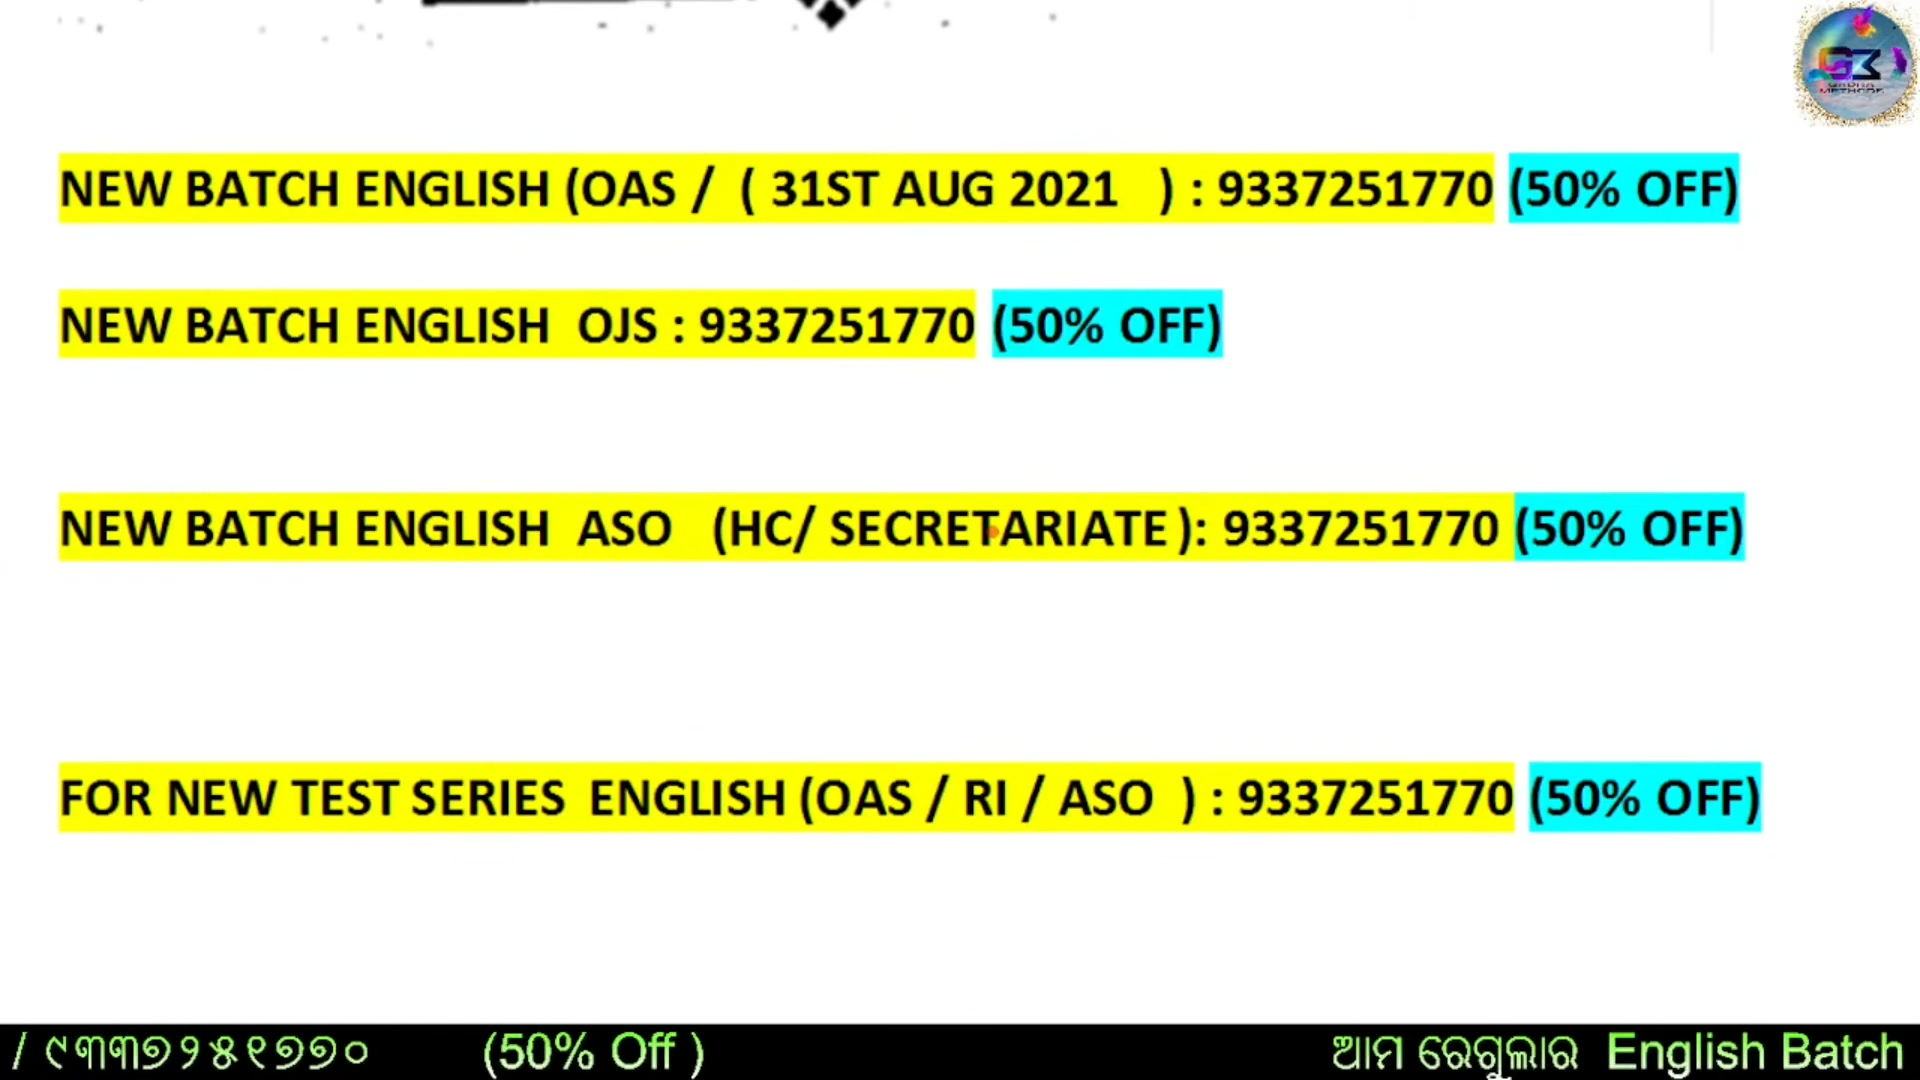 NEW BATCH ENGLISH (OAS / ( 31ST AUG 2021 ) : 9337251770 (50% OFF)
NEW BATCH ENGLISH OJS : 9337251770 (50% OFF)
NEW BATCH ENGLISH ASO (HC/ SECRETARIATE ): 9337251770 (50% OFF)
FOR NEW TEST SERIES ENGLISH (OAS / RI / ASO ) : 9337251770 (50% OFF)
/ ୯୩୩୭୨୫୧୭୭୦ (50% Off ) ଆମ ରେଗୁଲାର English Batch